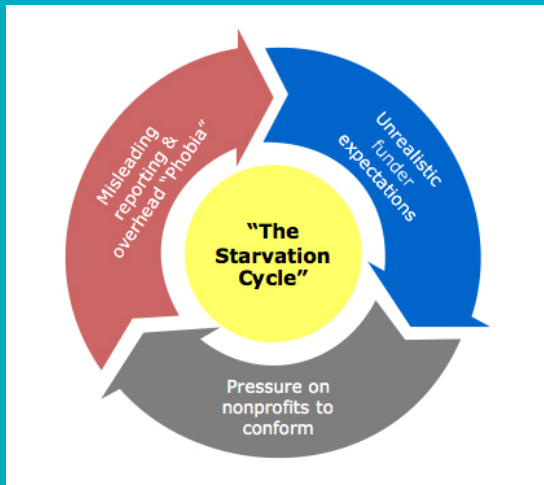 "The
Starvation
Cycle"
Unrealistic
funder
expectations
Pressure on
nonprofits to
conform
Misleading
reporting &
overhead "Phobia"